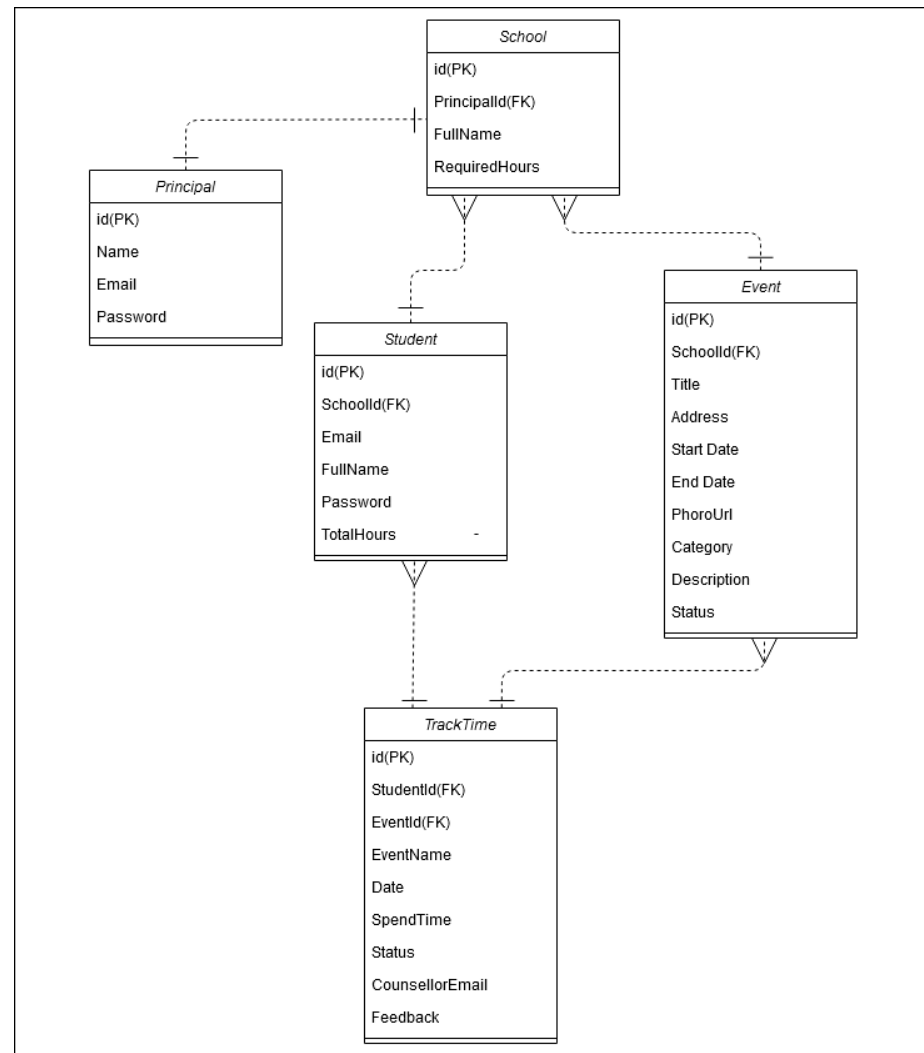 School
id(PK)
PrincipalId(FK)
FullName
RequiredHours
Principal
id(PK)
Name
Email
Password
Student
id(PK)
SchoolId(FK)
Email
FullName
Password
TotalHours -
Event
id(PK)
SchoolId(FK)
Title
Address
Start Date
End Date
PhoroUrl
Category
Description
Status
TrackTime
id(PK)
StudentId(FK)
EventId(FK)
EventName
Date
SpendTime
Status
CounsellorEmail
Feedback